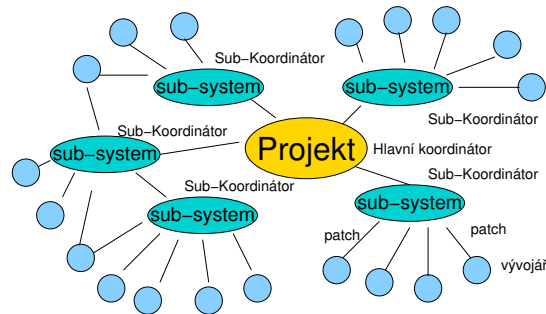 Sub−Koordinátor
sub−system
sub−system
Sub−Koordinátor
Sub−Koordinátor
sub−system
Projekt
Hlavní koordinátor
Sub−Koordinátor
sub−system
Sub−Koordinátor
sub−system
patch
patch
vývojář